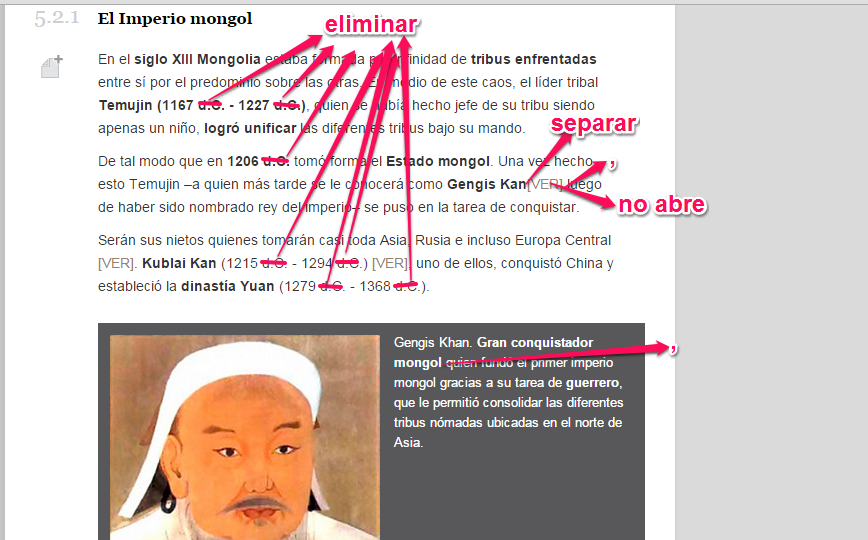 5.2.1 El Imperio mongol
eliminar
En el siglo XIII Mongolia estaba formada por infinidad de tribus enfrentadas
entre sí por el predominio sobre las otras. En medio de este caos, el líder tribal
Temujin (1167 d.C. - 1227 d.C.), quien se había hecho jefe de su tribu siendo
apenas un niño, logró unificar las diferentes tribus bajo su mando.
separar
De tal modo que en 1206 d.C. tomó forma el Estado mongol. Una vez hecho ,
esto Temujin –a quien más tarde se le conocerá como Gengis Kan[VER] luego
de haber sido nombrado rey del Imperio– se puso en la tarea de conquistar.
no abre
Serán sus nietos quienes tomarán casi toda Asia, Rusia e incluso Europa Central
[VER]. Kublai Kan (1215 d.C. - 1294 d.C.) [VER], uno de ellos, conquistó China y
estableció la dinastía Yuan (1279 d.C. - 1368 d.C.).
Gengis Khan. Gran conquistador
mongol quien fundó el primer imperio ,
mongol gracias a su tarea de guerrero,
que le permitió consolidar las diferentes
tribus nómadas ubicadas en el norte de
Asia.